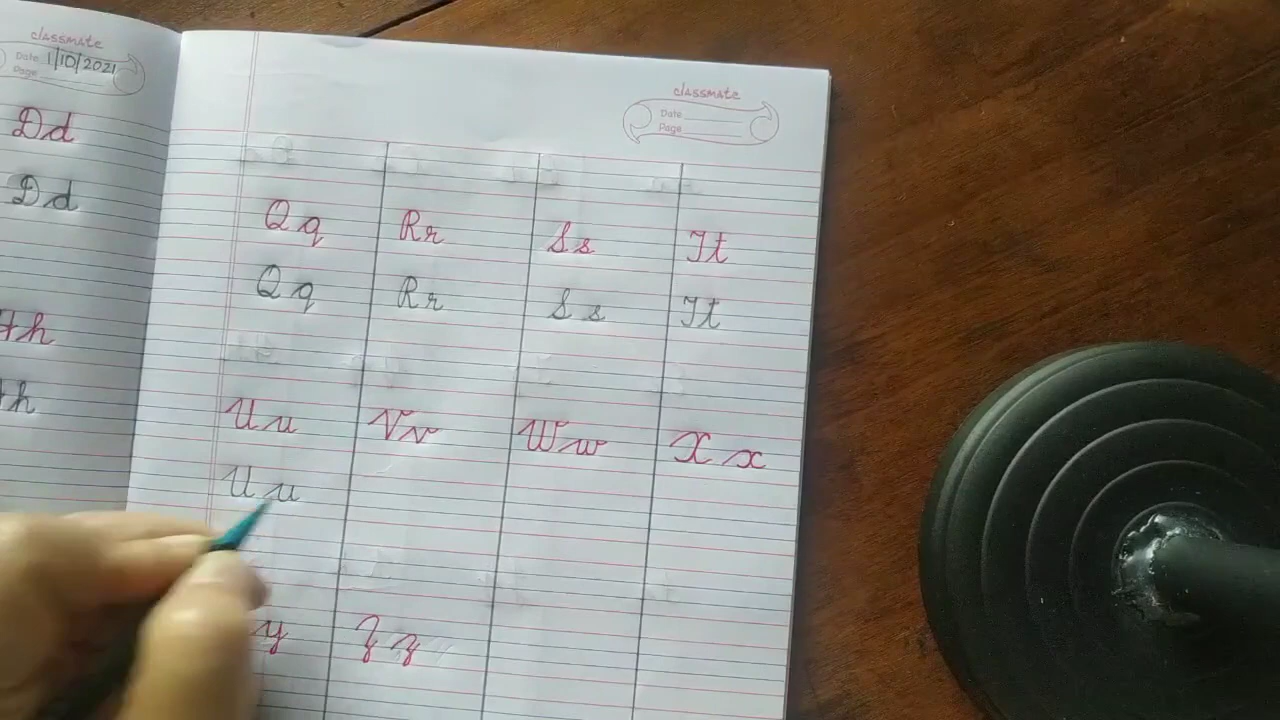 classmate
Date 1/10/2021
Page
Dd
Dd
th
h
classmate
Date
Page
Qq Rr Ss Tt
Qq Rr Ss Tt
Uu Vv Ww Xx
Uu
y Zz